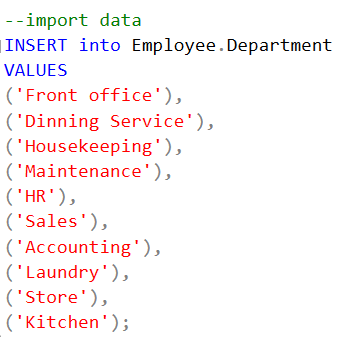 --import data
INSERT into Employee.Department
VALUES
('Front office'),
('Dinning Service'),
('Housekeeping'),
('Maintenance'),
('HR'),
('Sales'),
('Accounting'),
('Laundry'),
('Store'),
('Kitchen');